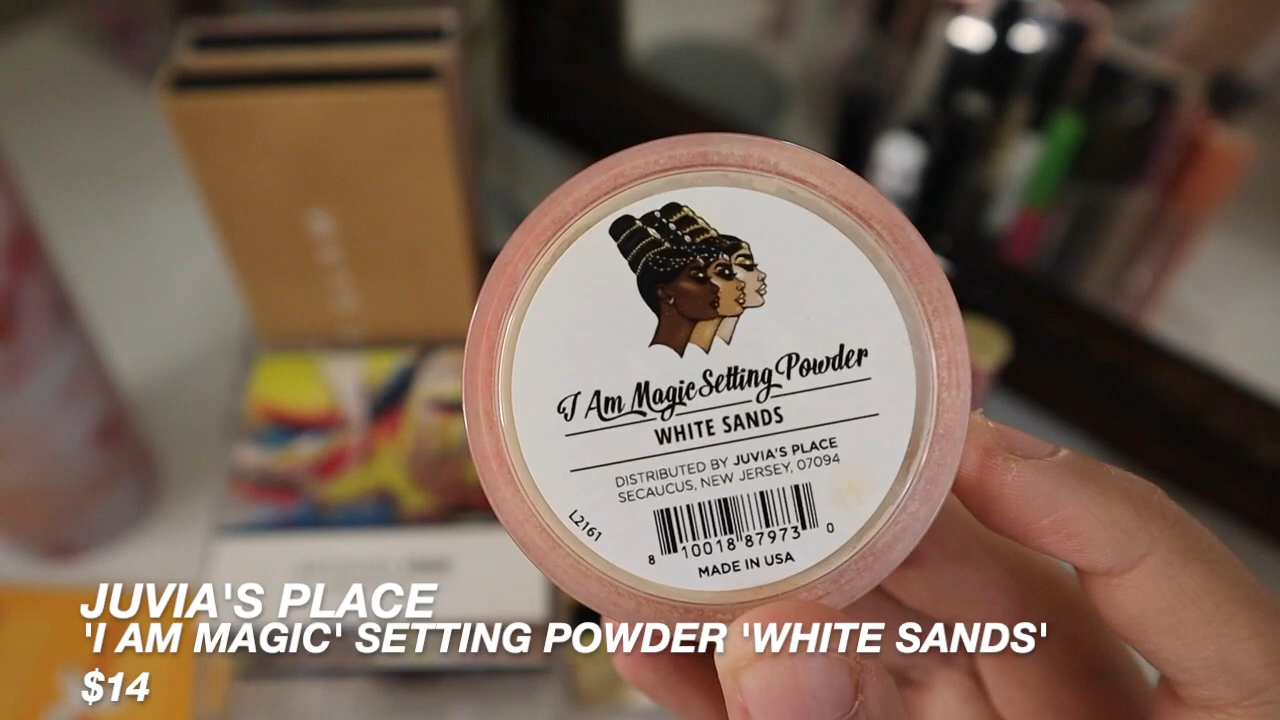 I Am Magic Setting Powder
WHITE SANDS
DISTRIBUTED BY JUVIA'S PLACE
SECAUCUS, NEW JERSEY, 07094
L2161
8 10018 87973 0
MADE IN USA
JUVIA'S PLACE
'I AM MAGIC' SETTING POWDER 'WHITE SANDS'
$14